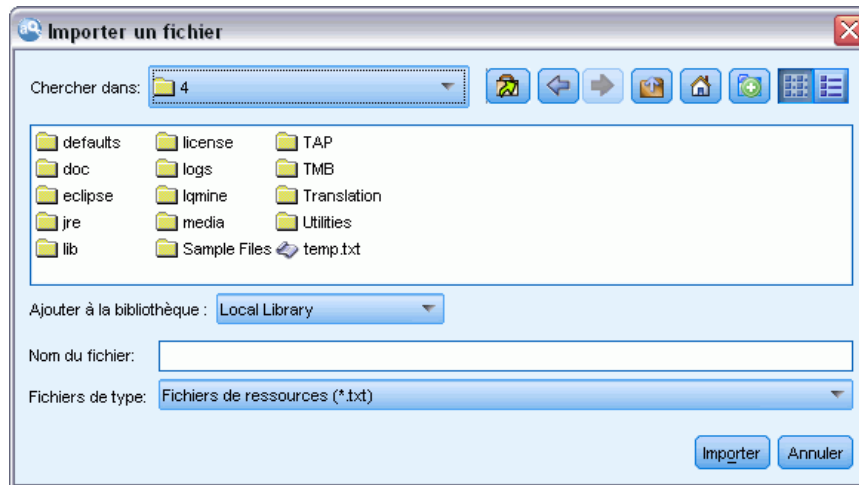 Importer un fichier
Chercher dans: 4
defaults license TAP
doc logs TMB
eclipse lqmine Translation
jre media Utilities
lib Sample Files temp.txt
Ajouter à la bibliothèque : Local Library
Nom du fichier:
Fichiers de type: Fichiers de ressources (*.txt)
Importer Annuler